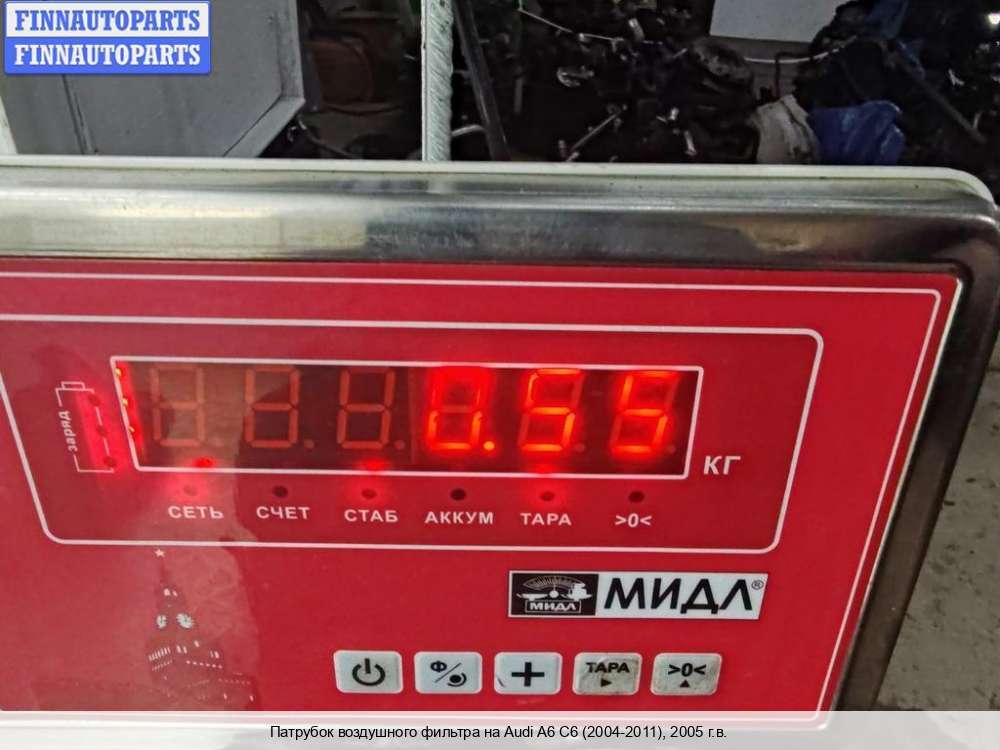 FINNAUTOPARTS
FINNAUTOPARTS
заряд
0.55
КГ
СЕТЬ СЧЕТ СТАБ АККУМ ТАРА >0<
МИДЛ МИДЛ®
Ф ТАРА >0<
Патрубок воздушного фильтра на Audi A6 C6 (2004-2011), 2005 г.в.